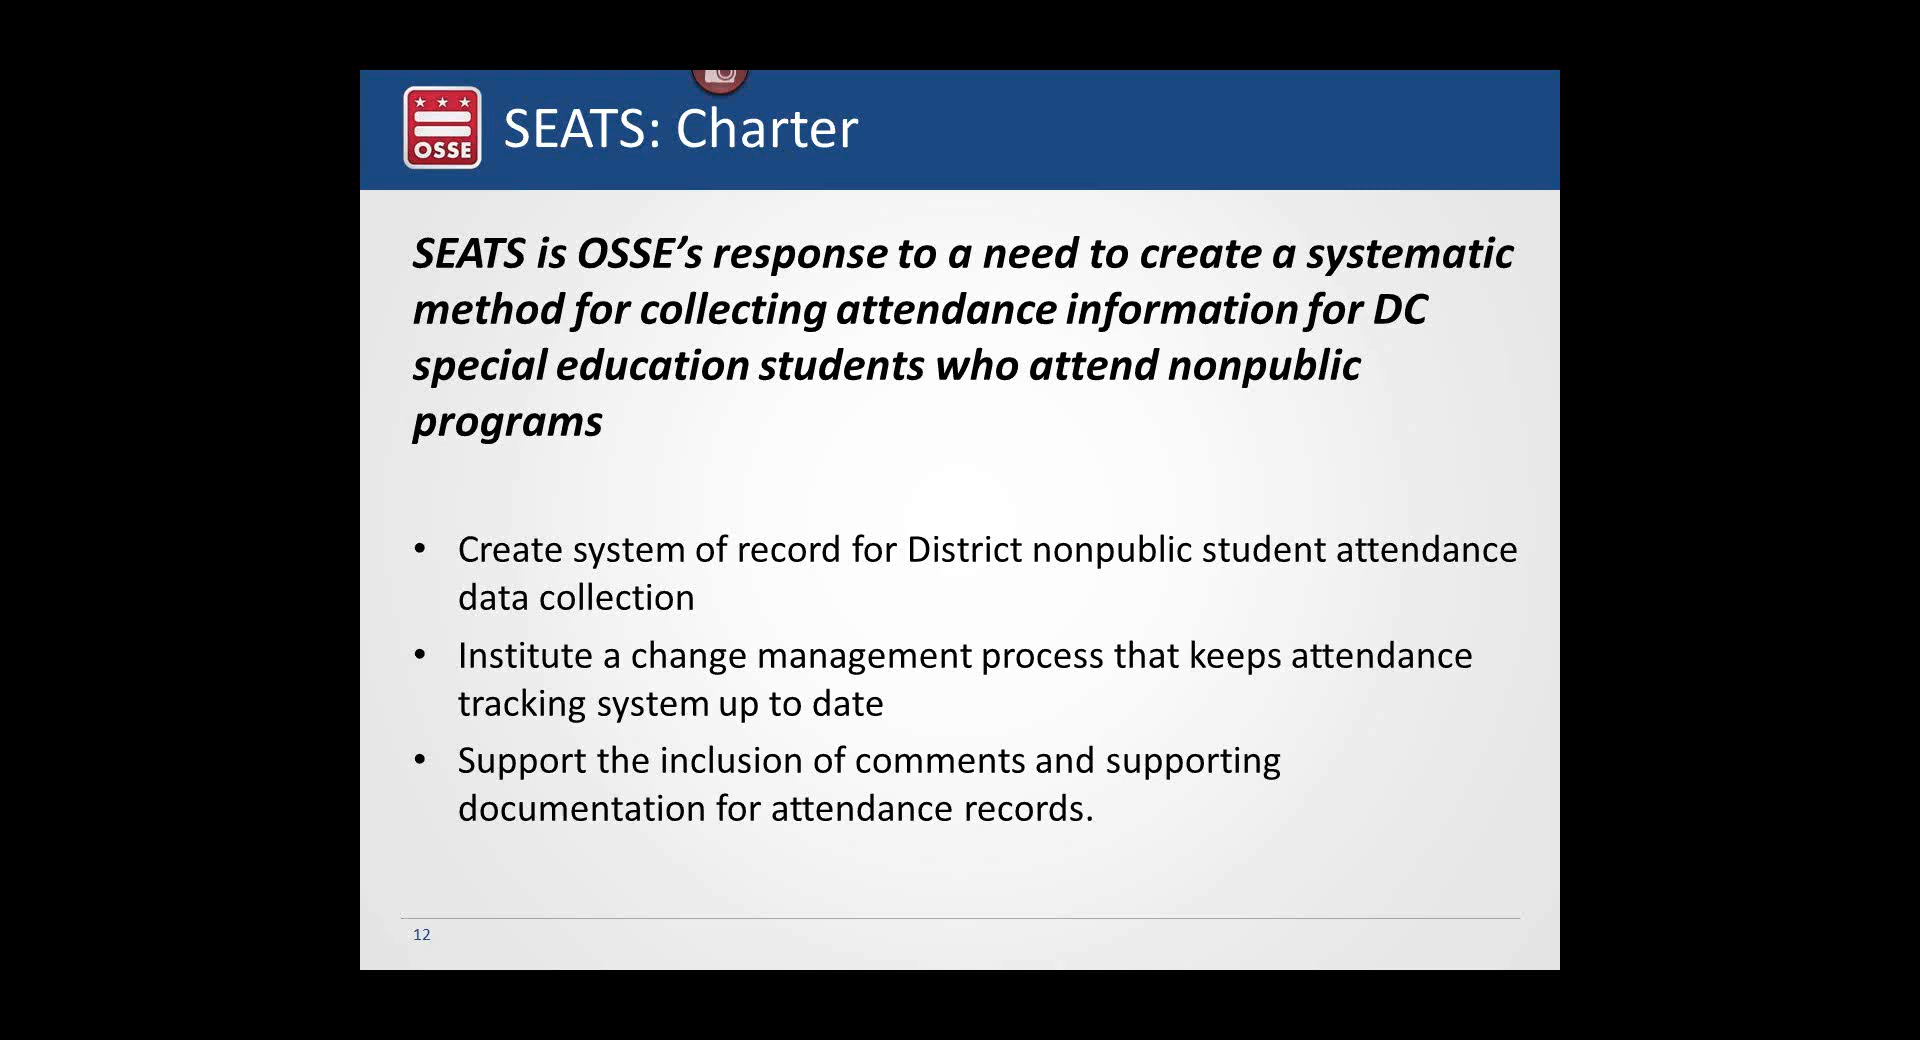 OSSE
SEATS: Charter
SEATS is OSSE’s response to a need to create a systematic
method for collecting attendance information for DC
special education students who attend nonpublic
programs
• Create system of record for District nonpublic student attendance
data collection
• Institute a change management process that keeps attendance
tracking system up to date
• Support the inclusion of comments and supporting
documentation for attendance records.
12